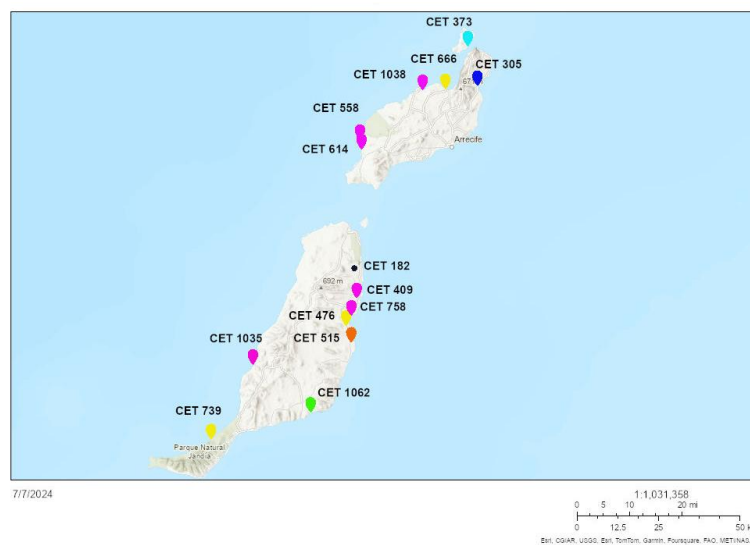 CET 373
CET 666
CET 1038
CET 305
CET 558
CET 614
Arrecife
CET 182
692 m
CET 409
CET 758
CET 476
CET 1035
CET 515
CET 1062
CET 739
Parque Natural
Jandía
7/7/2024
1:1,031,358
0 5 10 20 mi
0 12.5 25 50 k
Esri, CGIAR, USGS, Esri, TomTom, Garmin, Foursquare, FAO, METI/NAS